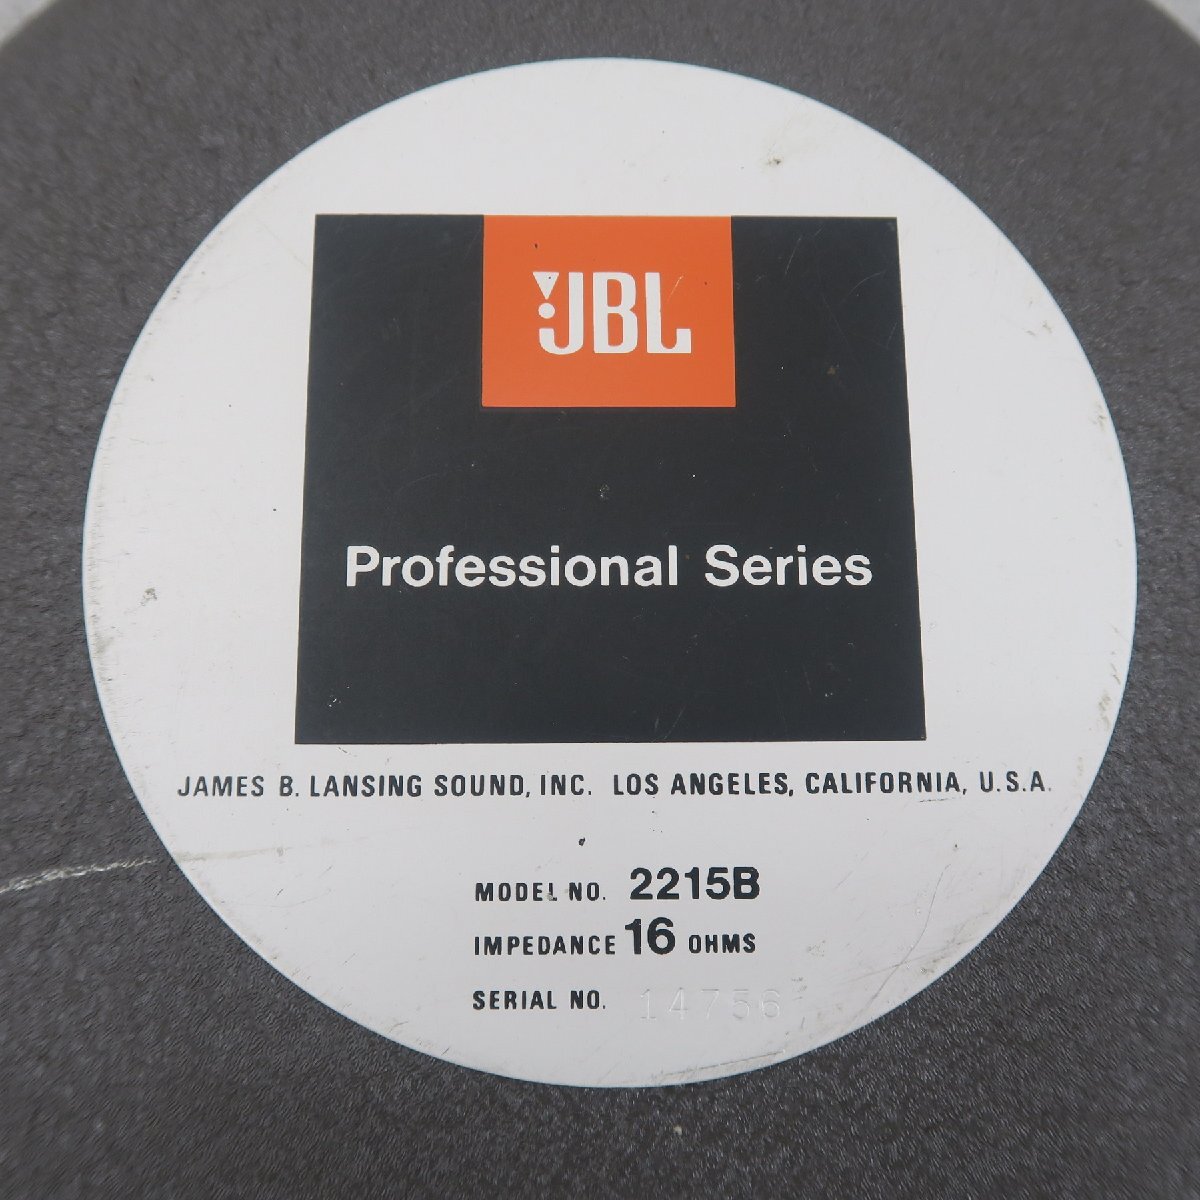 JBL
Professional Series
JAMES B. LANSING SOUND, INC. LOS ANGELES, CALIFORNIA, U.S.A.
MODEL NO. 2215B
IMPEDANCE 16 OHMS
SERIAL NO. 14756